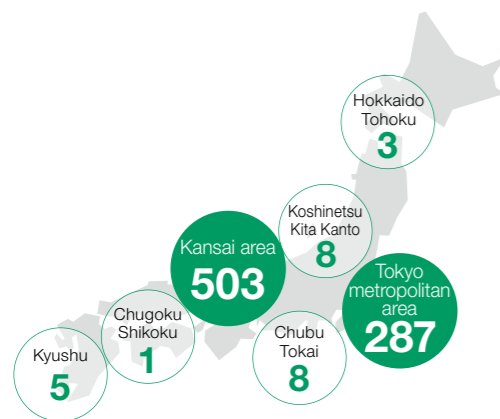 Hokkaido
Tohoku
3
Koshinetsu
Kita Kanto
8
Kansai area
503
Tokyo
metropolitan
area
287
Chugoku
Shikoku
1
Chubu
Tokai
8
Kyushu
5